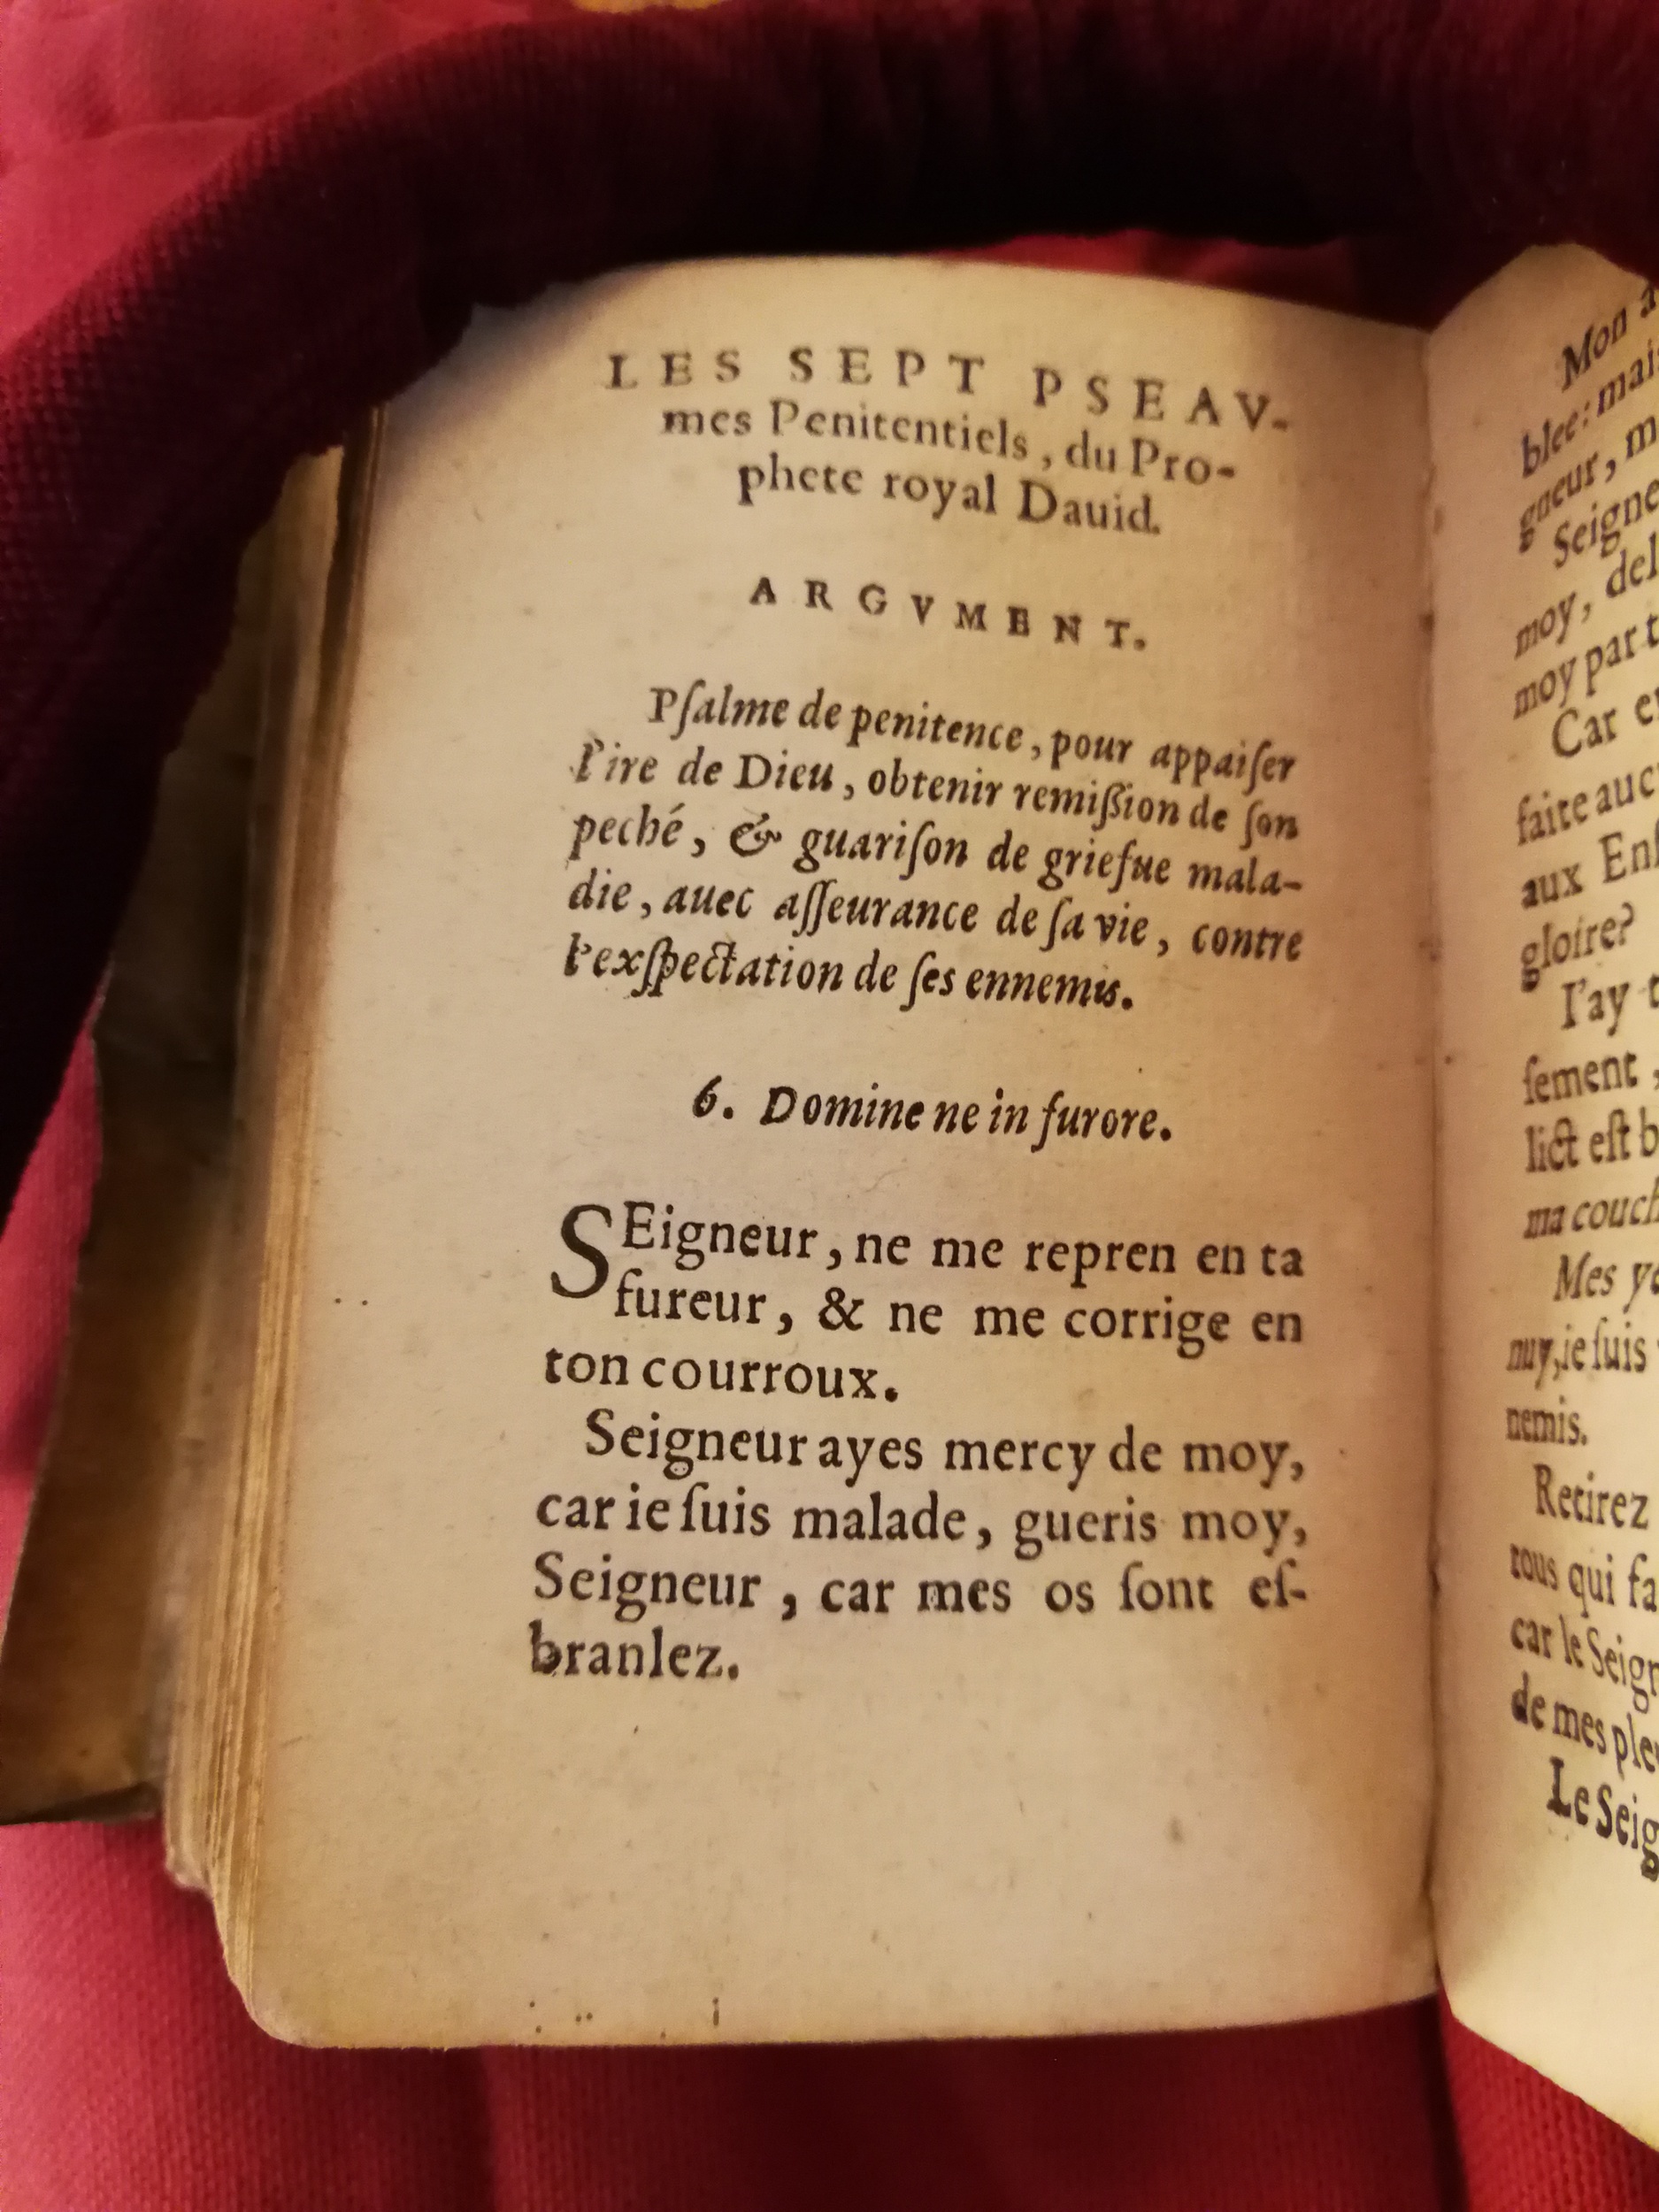 LES SEPT PSEAV-
mes Penitentiels, du Pro-
phete royal Dauid.
ARGVMENT.
Pſalme de penitence, pour appaiſer
l'ire de Dieu, obtenir remißion de ſon
peché, & guariſon de griefue mala-
die, auec aſſeurance de ſa vie, contre
l'exſpectation de ſes ennemis.
6. Domine ne in furore.
SEigneur, ne me repren en ta
fureur, & ne me corrige en
ton courroux.
Seigneur ayes mercy de moy,
car ie ſuis malade, gueris moy,
Seigneur, car mes os ſont eſ-
branlez.
Mon
blee: mais
gneur,
Seigne
moy, del
moy par
Car
faite auc
aux Enf
gloire?
I'ay
ſement,
lict eſt
ma couch
Mes
nuy, ie ſuis
nemis.
Retirez
tous qui fa
car le Seign
de mes ple
Le Seig